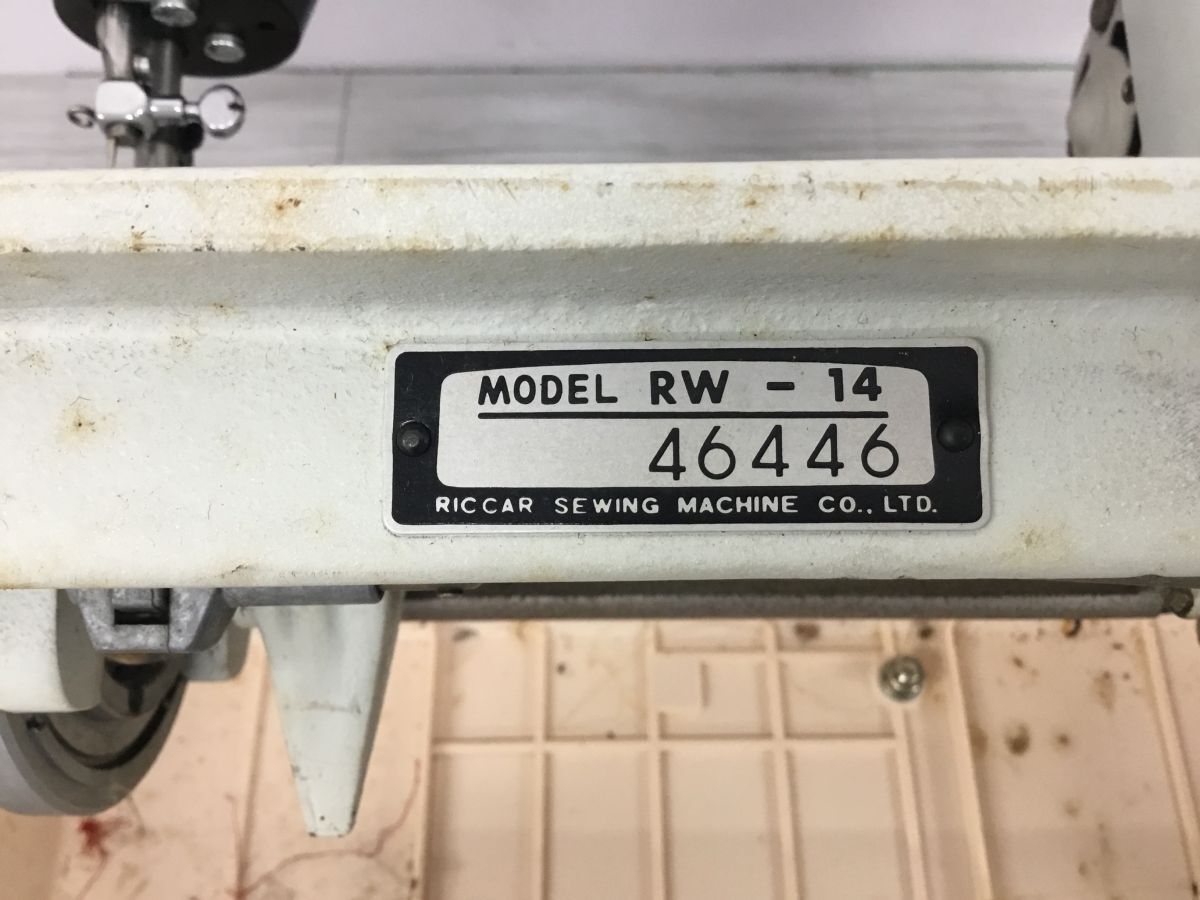 MODEL RW - 14
46446
RICCAR SEWING MACHINE CO., LTD.